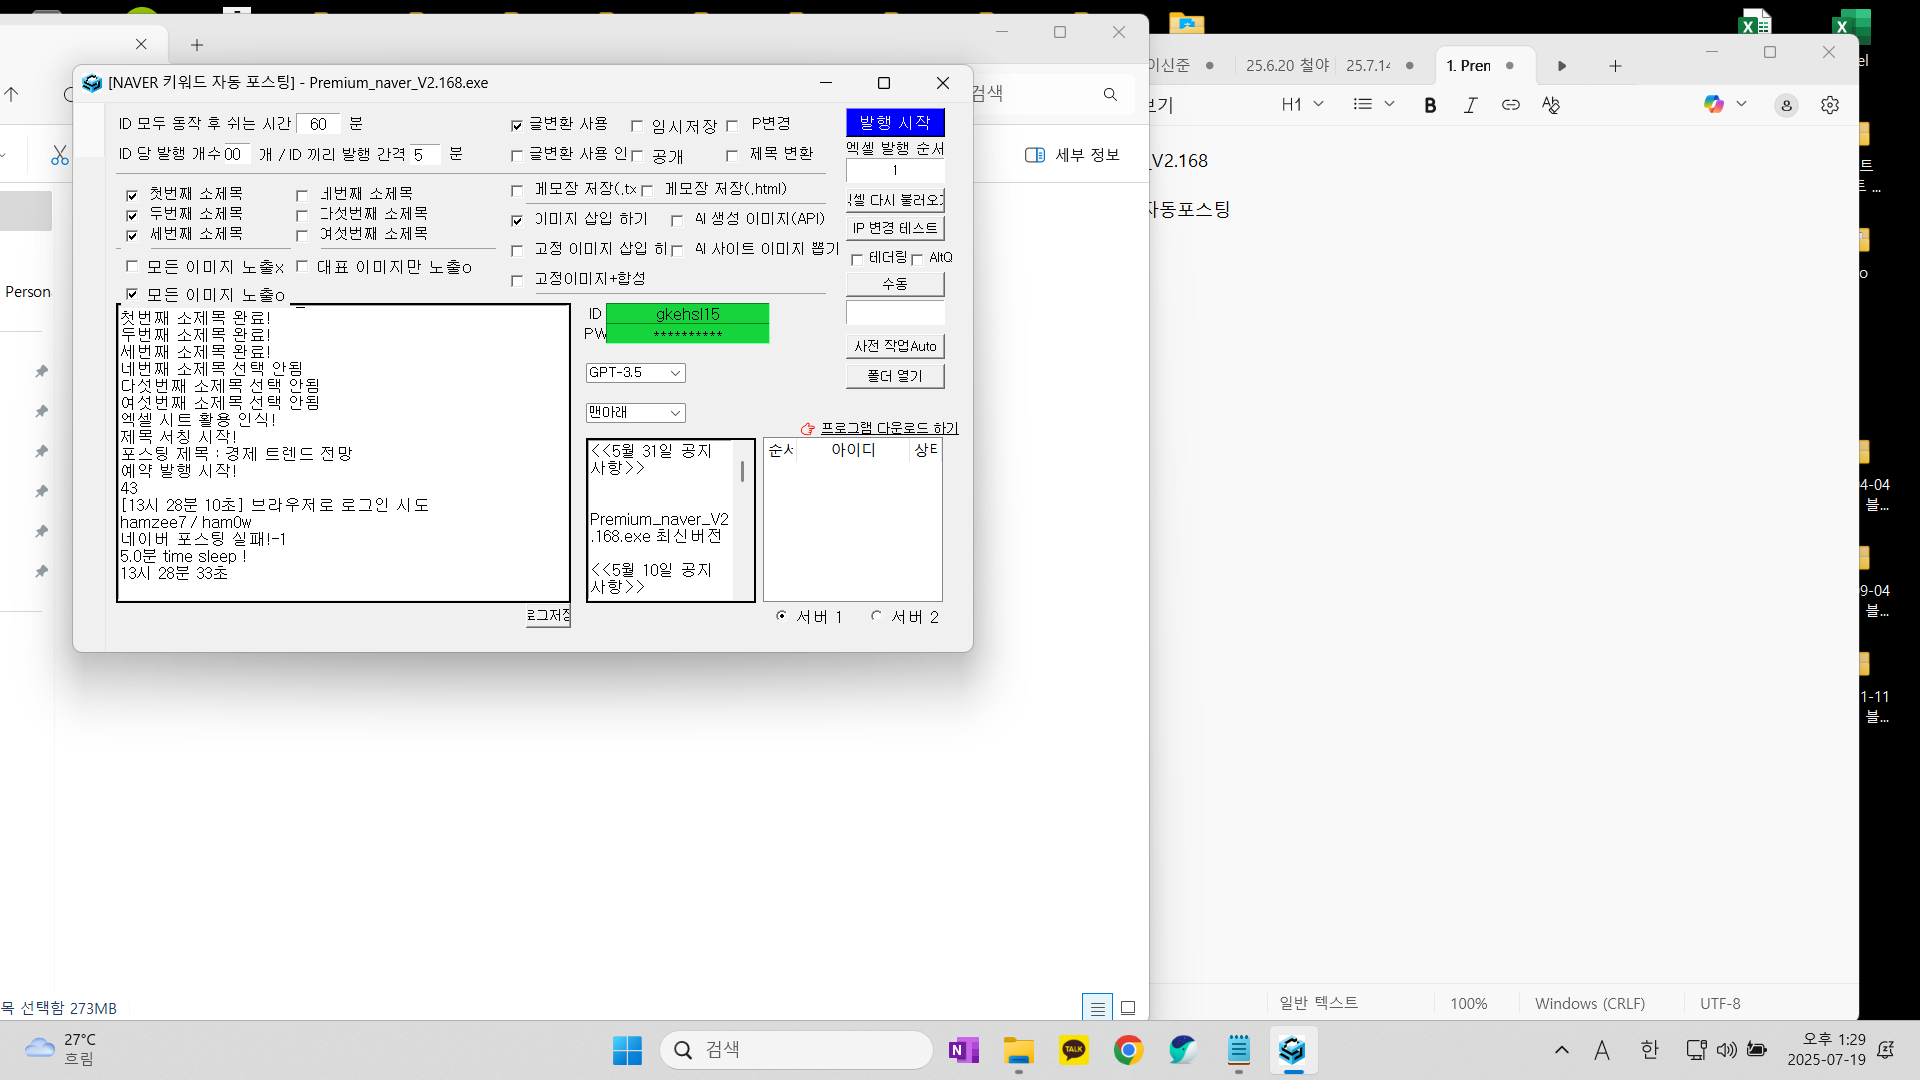 [NAVER 키워드 자동 포스팅] - Premium_naver_V2.168.exe
ID 모두 동작 후 쉬는 시간 60 분
ID 당 발행 개수 00 개 / ID 끼리 발행 간격 5 분
글변환 사용 임시저장 P변경
글변환 사용 인 공개 제목 변환
발행 시작
엑셀 발행 순서
1
엑셀 다시 불러오기
IP 변경 테스트
테더링 AltQ
수동
사전 작업Auto
폴더 열기
첫번째 소제목 네번째 소제목
두번째 소제목 다섯번째 소제목
세번째 소제목 여섯번째 소제목
모든 이미지 노출x 대표 이미지만 노출o
모든 이미지 노출o
메모장 저장(.tx 메모장 저장(.html)
이미지 삽입 하기 AI 생성 이미지(API)
고정 이미지 삽입 하 AI 사이트 이미지 뽑기
고정이미지+합성
첫번째 소제목 완료!
두번째 소제목 완료!
세번째 소제목 완료!
네번째 소제목 선택 안됨
다섯번째 소제목 선택 안됨
여섯번째 소제목 선택 안됨
엑셀 시트 활용 인식!
제목 서칭 시작!
포스팅 제목 : 경제 트렌드 전망
예약 발행 시작!
43
[13시 28분 10초] 브라우저로 로그인 시도
hamzee7 / ham0w
네이버 포스팅 실패!-1
5.0분 time sleep !
13시 28분 33초
로그저장
ID gkehsl15
PW **********
GPT-3.5
맨아래
프로그램 다운로드 하기
<<5월 31일 공지
사항>>
Premium_naver_V2
.168.exe 최신버전
<<5월 10일 공지
사항>>
순서 아이디 상태
서버 1 서버 2
검색
세부 정보
Persona
목 선택함 273MB
이신준 25.6.20 철야 25.7.14 1. Prem
보기 H1
_V2.168
자동포스팅
일반 텍스트 100% Windows (CRLF) UTF-8
el
트
트 ...
o
4-04
블...
9-04
블...
1-11
블...
27°C
흐림
검색
TALK
A 한
오후 1:29
2025-07-19